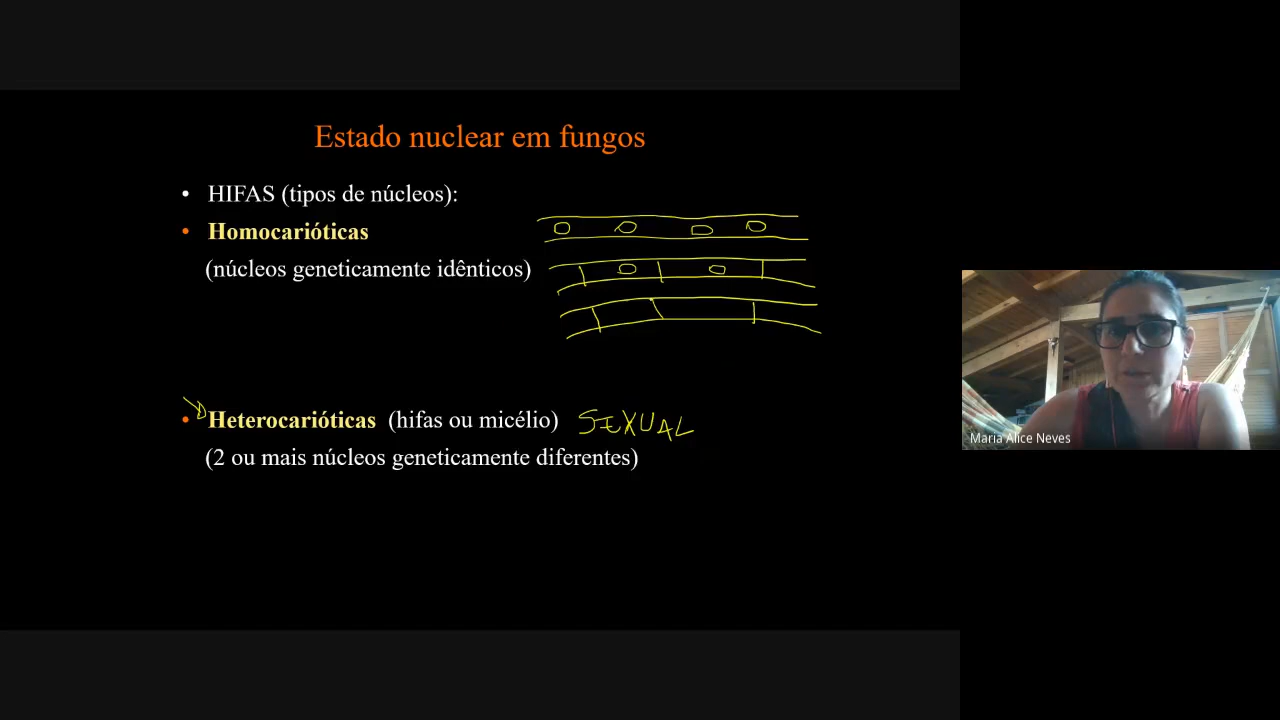 Estado nuclear em fungos
• HIFAS (tipos de núcleos):
• Homocarióticas
(núcleos geneticamente idênticos)
• Heterocarióticas (hifas ou micélio) SEXUAL
(2 ou mais núcleos geneticamente diferentes)
Maria Alice Neves